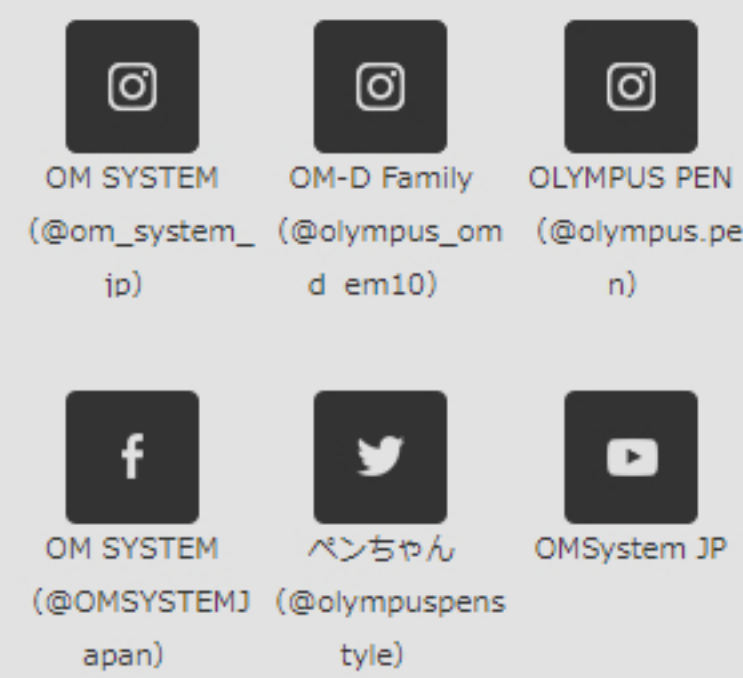 OM SYSTEM
（@om_system_
jp）
OM-D Family
（@olympus_om
d_em10）
OLYMPUS PEN
（@olympus.pe
n）
OM SYSTEM
（@OMSYSTEMJ
apan）
ペンちゃん
（@olympuspens
tyle）
OMSystem JP